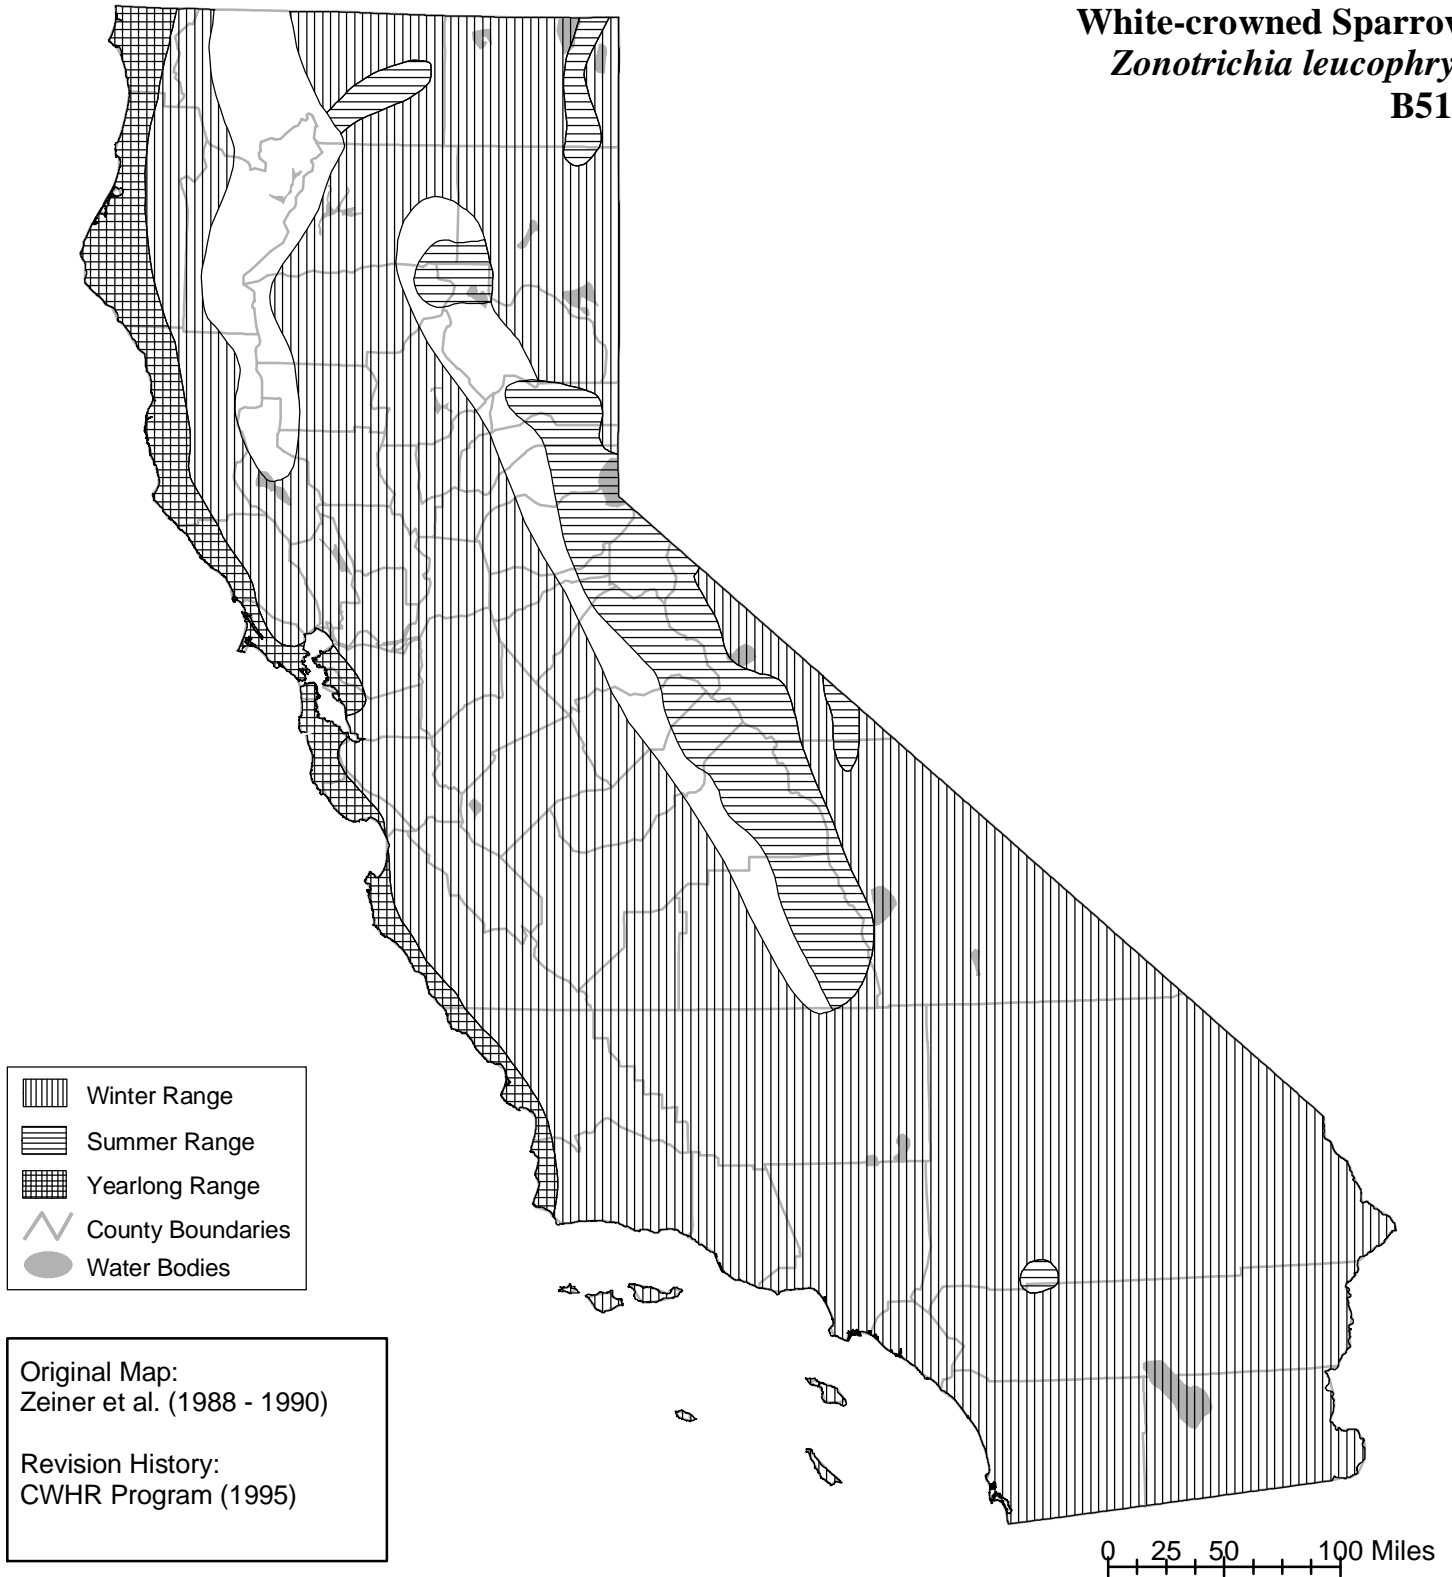 White-crowned Sparrow
Zonotrichia leucophry
B51
Winter Range
Summer Range
Yearlong Range
County Boundaries
Water Bodies
Original Map:
Zeiner et al. (1988 - 1990)
Revision History:
CWHR Program (1995)
0 25 50 100 Miles